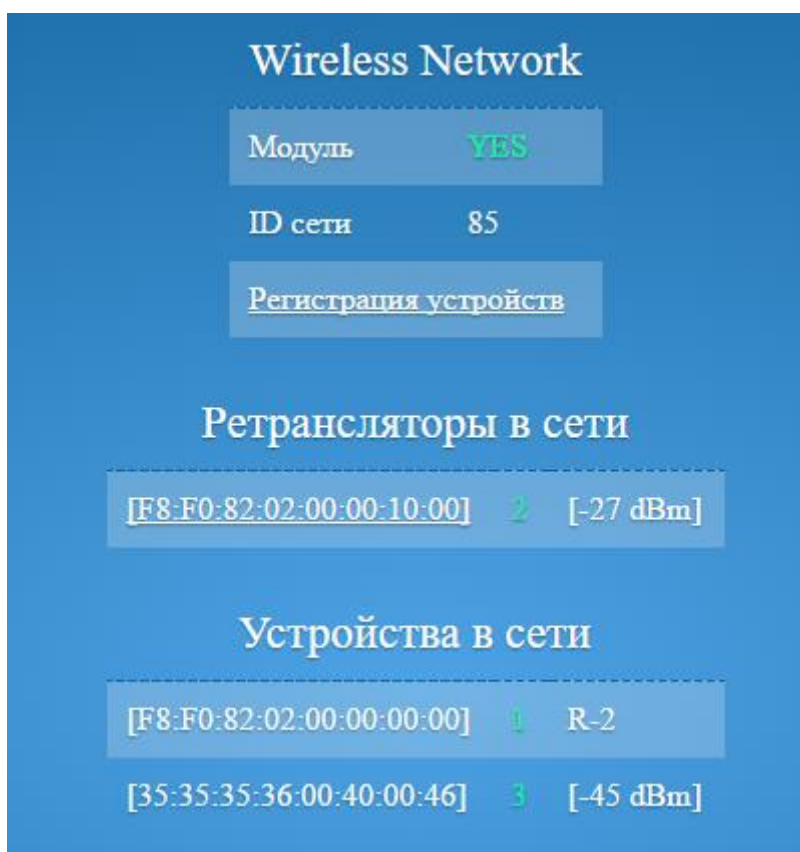 Wireless Network
Модуль YES
ID сети 85
Регистрация устройств
Ретрансляторы в сети
[F8:F0:82:02:00:00:10:00] 2 [-27 dBm]
Устройства в сети
[F8:F0:82:02:00:00:00:00] 1 R-2
[35:35:35:36:00:40:00:46] 3 [-45 dBm]